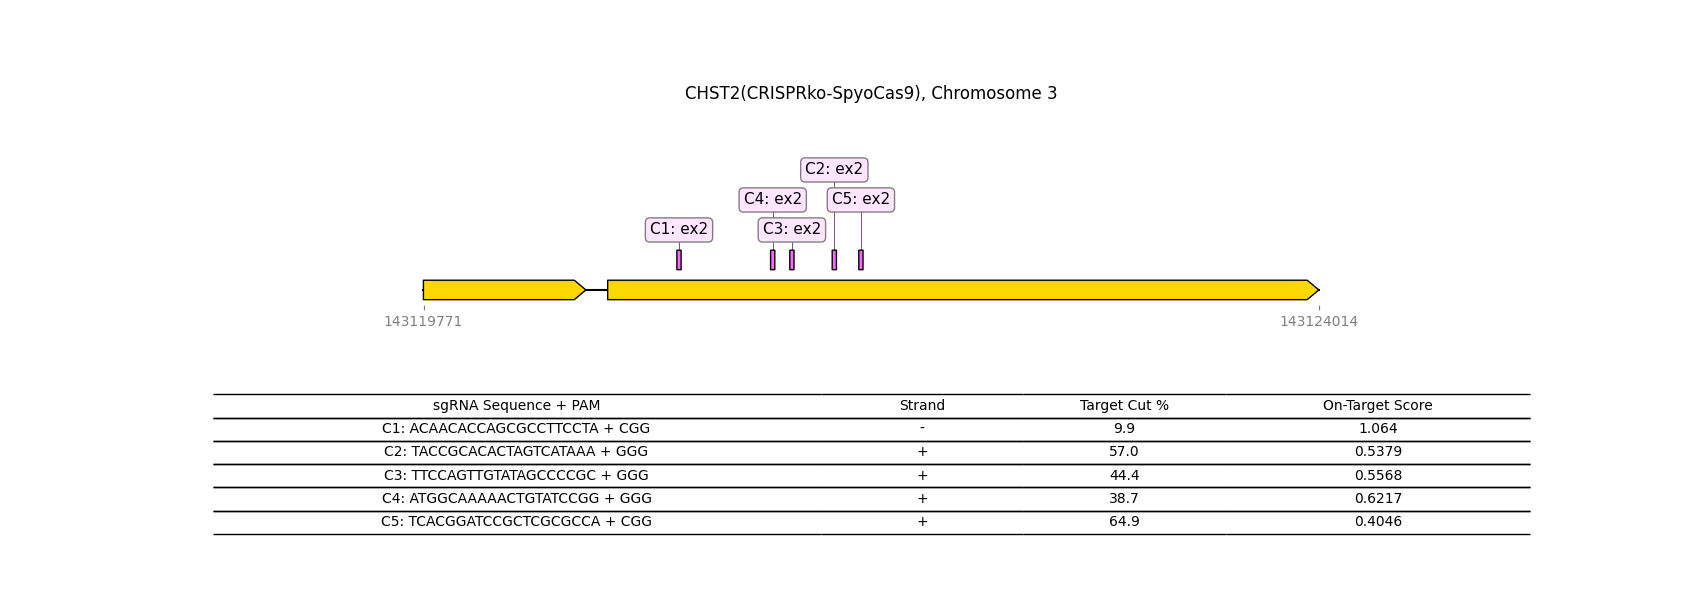 CHST2(CRISPRko-SpyoCas9), Chromosome 3
C2: ex2
C4: ex2 C5: ex2
C1: ex2 C3: ex2
143119771 143124014
sgRNA Sequence + PAM Strand Target Cut % On-Target Score
C1: ACAACACCAGCGCCTTCCTA + CGG - 9.9 1.064
C2: TACCGCACACTAGTCATAAA + GGG + 57.0 0.5379
C3: TTCCAGTTGTATAGCCCCGC + GGG + 44.4 0.5568
C4: ATGGCAAAAACTGTATCCGG + GGG + 38.7 0.6217
C5: TCACGGATCCGCTCGCGCCA + CGG + 64.9 0.4046